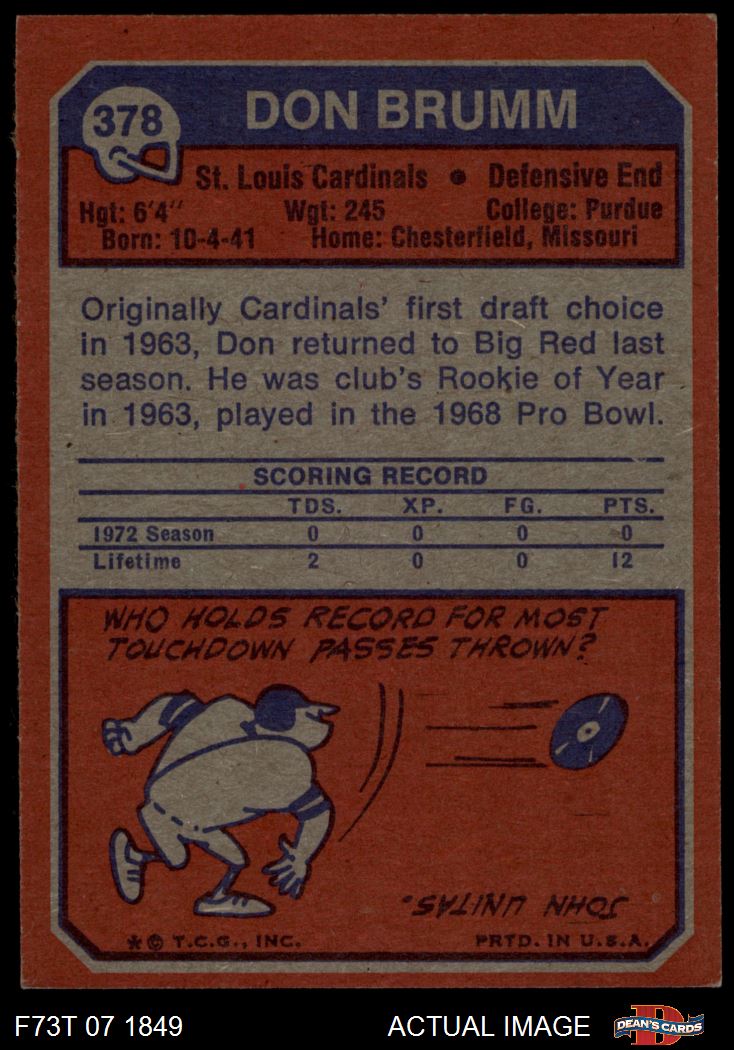 378
DON BRUMM
St. Louis Cardinals • Defensive End
Hgt: 6'4" Wgt: 245 College: Purdue
Born: 10-4-41 Home: Chesterfield, Missouri
Originally Cardinals' first draft choice
in 1963, Don returned to Big Red last
season. He was club's Rookie of Year
in 1963, played in the 1968 Pro Bowl.
SCORING RECORD
TDS. XP. FG. PTS.
1972 Season 0 0 0 0
Lifetime 2 0 0 12
WHO HOLDS RECORD FOR MOST
TOUCHDOWN PASSES THROWN?
JOHN UNITAS.
*© T.C.G., INC. PRTD. IN U.S.A.
F73T 07 1849 ACTUAL IMAGE D DEAN'S CARDS